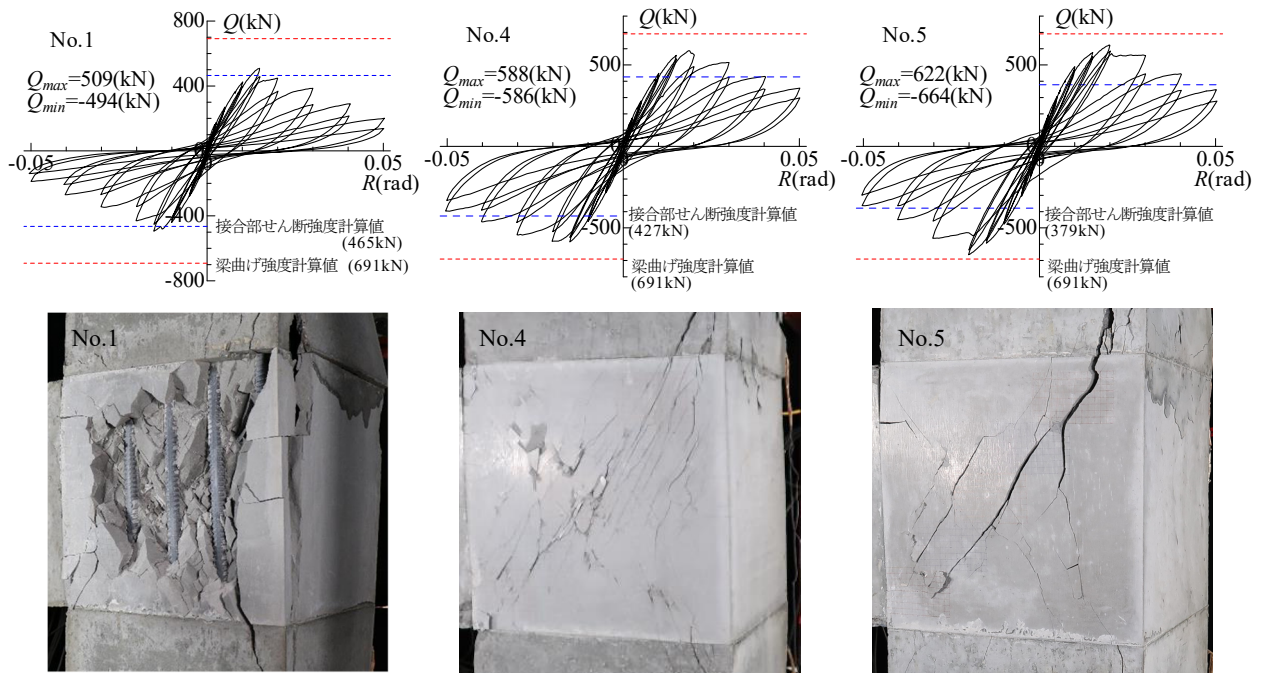 No.1
Q(kN)
Qmax=509(kN)
Qmin=-494(kN)
800
400
0
-400
-800
-0.05
0.05
R(rad)
接合部せん断強度計算値
(465kN)
梁曲げ強度計算値 (691kN)
No.4
Q(kN)
Qmax=588(kN)
Qmin=-586(kN)
500
0
-500
-0.05
0.05
R(rad)
接合部せん断強度計算値
(427kN)
梁曲げ強度計算値
(691kN)
No.5
Q(kN)
Qmax=622(kN)
Qmin=-664(kN)
500
0
-500
-0.05
0.05
R(rad)
接合部せん断強度計算値
(379kN)
梁曲げ強度計算値
(691kN)
No.1
No.4
No.5